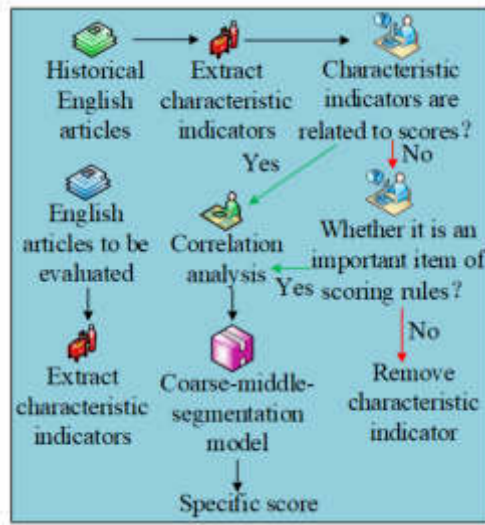 Historical
English
articles
Extract
characteristic
indicators
Characteristic
indicators are
related to scores?
Yes
No
English
articles to be
evaluated
Correlation
analysis
Whether it is an
important item of
scoring rules?
Yes
No
Extract
characteristic
indicators
Coarse-middle-
segmentation
model
Remove
characteristic
indicator
Specific score